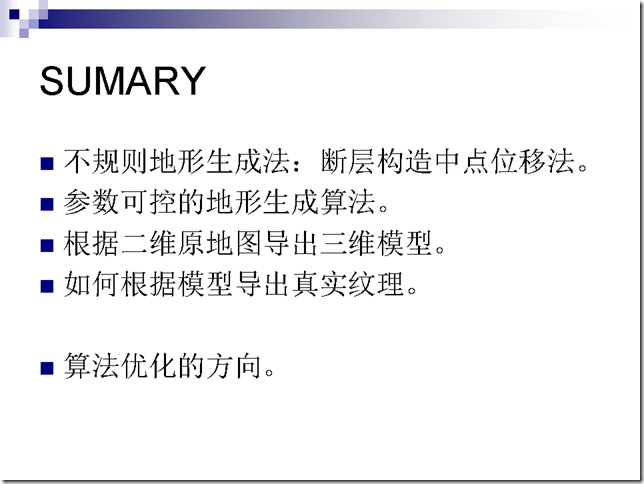 SUMARY
不规则地形生成法：断层构造中点位移法。
参数可控的地形生成算法。
根据二维原地图导出三维模型。
如何根据模型导出真实纹理。
算法优化的方向。